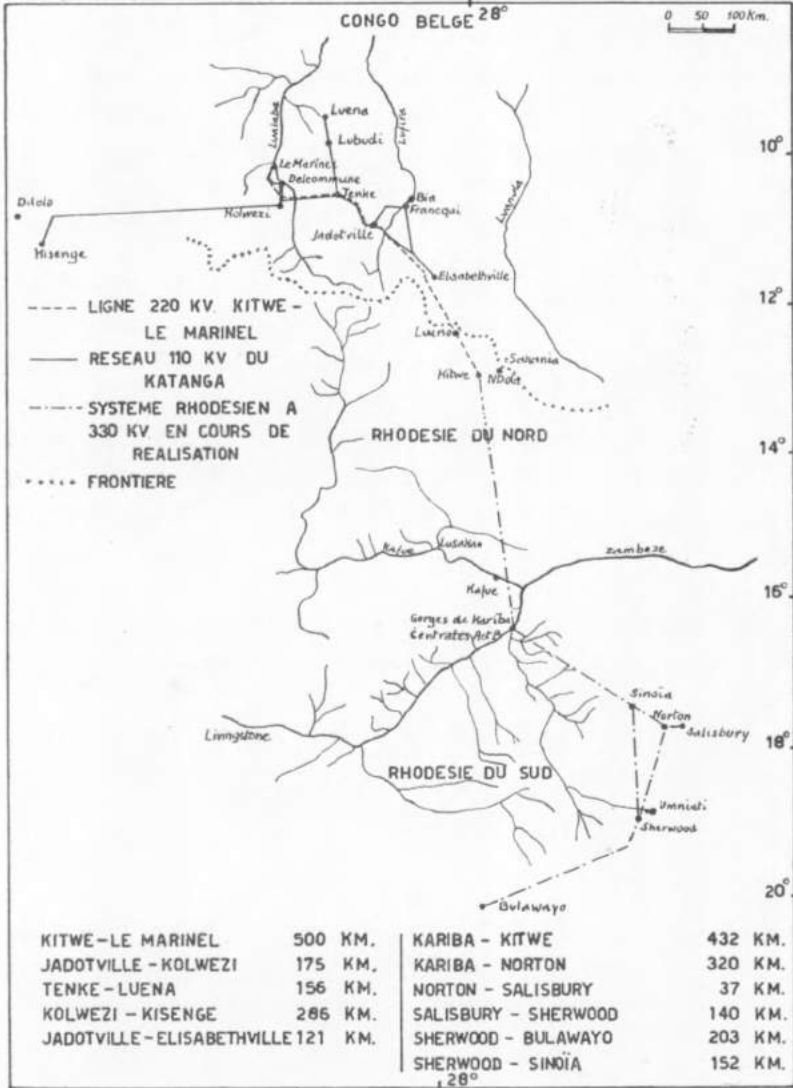 CONGO BELGE
28°
0 50 100 Km.
Luena
Lubudi
Lualaba
Lufira
Luapula
10°
Le Marinel
Delcommune
Tenke
Bia
Francqui
Dilolo
Kolwezi
Jadotville
Kisenge
Elisabethville
12°
LIGNE 220 KV. KITWE-
LE MARINEL
RESEAU 110 KV DU
KATANGA
SYSTEME RHODESIEN A
330 KV. EN COURS DE
REALISATION
FRONTIERE
Luano
Sakania
Kitwe
NDola
RHODESIE DU NORD
14°
Kafue
Lusakan
Zambeze
Kafue
16°
Gorges de Kariba
Centrales A et B
Sinoïa
Norton
Salisbury
Livingstone
18°
RHODESIE DU SUD
Umniati
Sherwood
20°
Bulawayo
KITWE-LE MARINEL 500 KM.
JADOTVILLE-KOLWEZI 175 KM.
TENKE-LUENA 156 KM.
KOLWEZI-KISENGE 286 KM.
JADOTVILLE-ELISABETHVILLE 121 KM.
KARIBA - KITWE 432 KM.
KARIBA - NORTON 320 KM.
NORTON - SALISBURY 37 KM.
SALISBURY - SHERWOOD 140 KM.
SHERWOOD - BULAWAYO 203 KM.
SHERWOOD - SINOÏA 152 KM.
28°